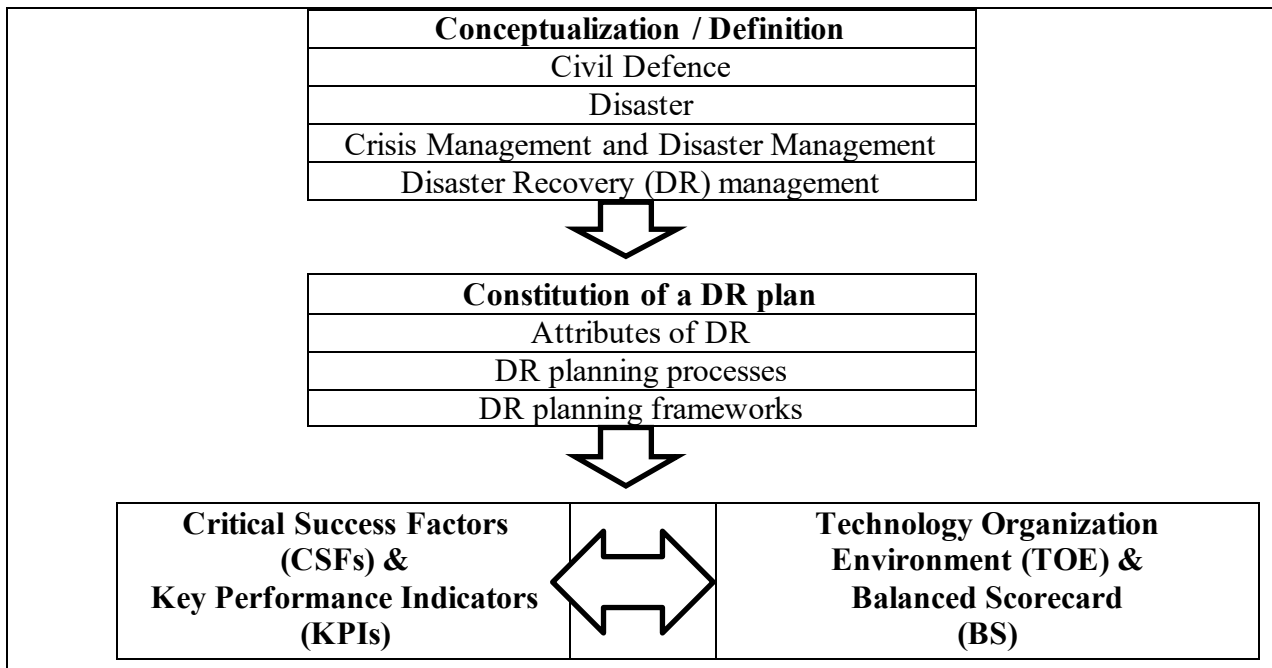 Conceptualization / Definition
Civil Defence
Disaster
Crisis Management and Disaster Management
Disaster Recovery (DR) management
Constitution of a DR plan
Attributes of DR
DR planning processes
DR planning frameworks
Critical Success Factors
(CSFs) &
Key Performance Indicators
(KPIs)
Technology Organization
Environment (TOE) &
Balanced Scorecard
(BS)